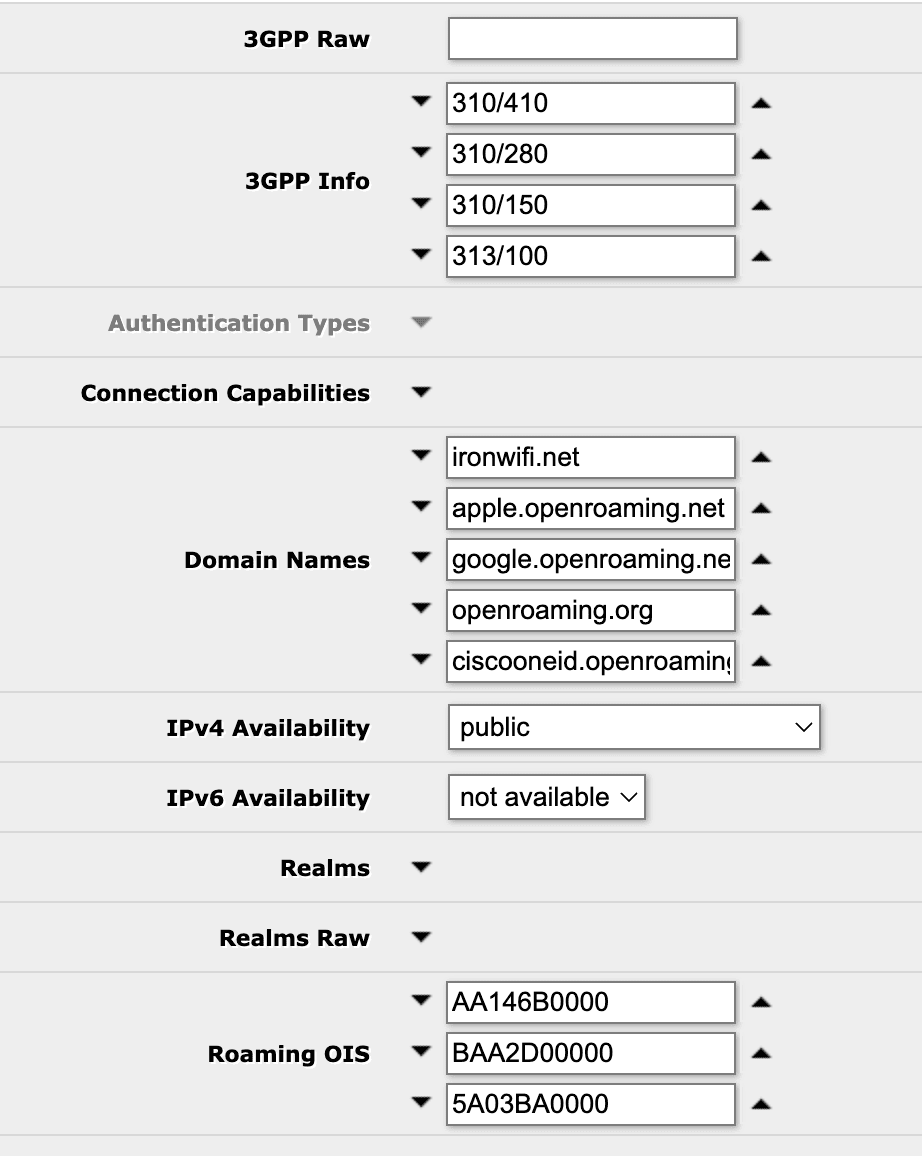 3GPP Raw
3GPP Info
310/410
310/280
310/150
313/100
Authentication Types
Connection Capabilities
Domain Names
ironwifi.net
apple.openroaming.net
google.openroaming.ne
openroaming.org
ciscooneid.openroaming
IPv4 Availability
public
IPv6 Availability
not available
Realms
Realms Raw
Roaming OIS
AA146B0000
BAA2D00000
5A03BA0000